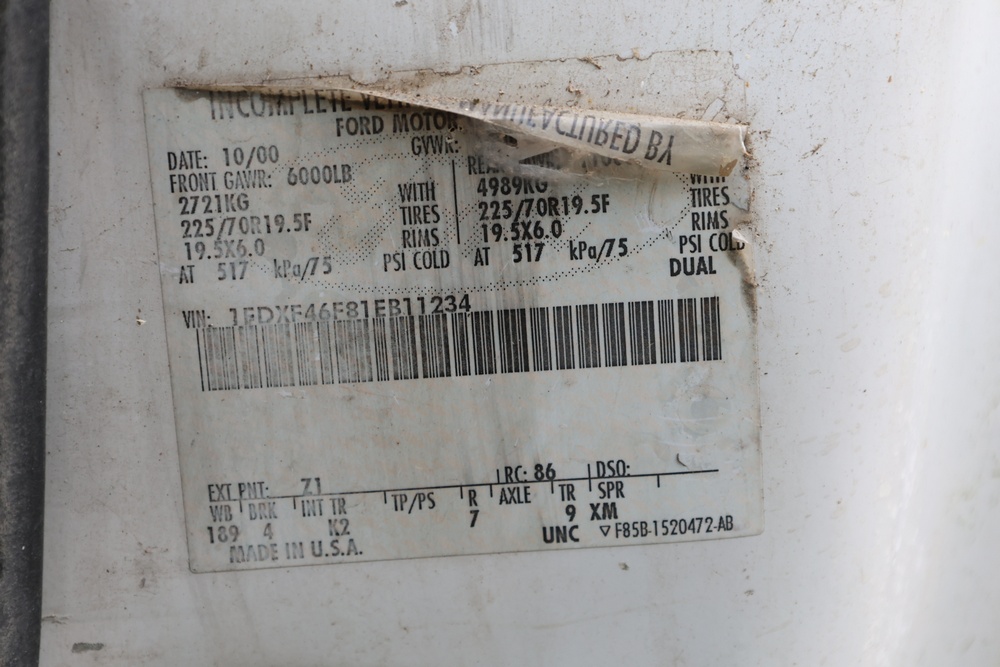 INCOMPLETE MANUFACTURED BY
FORD MOTOR
DATE: 10/00 GVWR:
FRONT GAWR: 6000LB
2721KG WITH 4989KG WITH
225/70R19.5F TIRES 225/70R19.5F TIRES
19.5X6.0 RIMS 19.5X6.0 RIMS
AT 517 kPa/75 PSI COLD AT 517 kPa/75 PSI COLD
DUAL
VIN: 1FDXF46F81EB11234
EXT PNT: Z1 RC: 86 DSO:
WB BRK INT TR TP/PS R AXLE TR SPR
189 4 K2 7 9 XM
MADE IN U.S.A. UNC ▽ F85B-1520472-AB